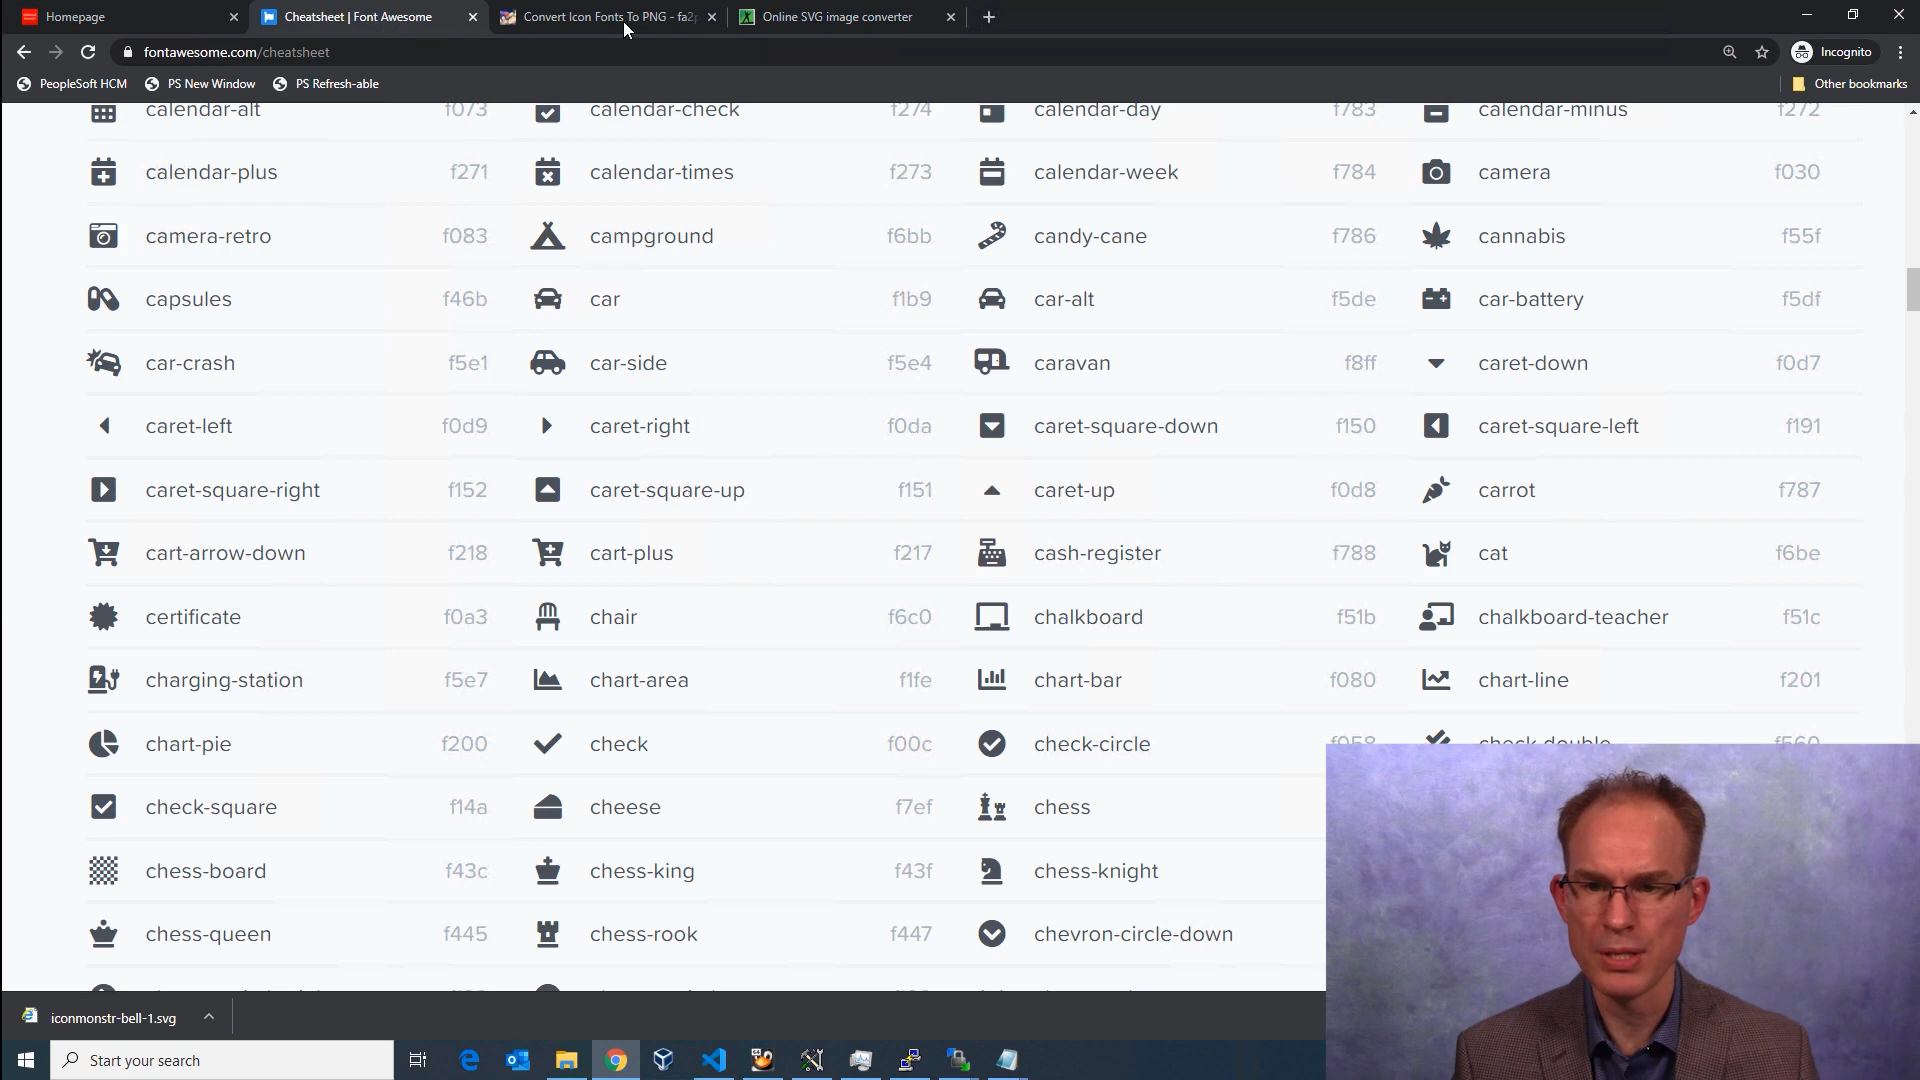 Homepage
Cheatsheet | Font Awesome
Convert Icon Fonts To PNG - fa2p
Online SVG image converter
fontawesome.com/cheatsheet
Incognito
PeopleSoft HCM
PS New Window
PS Refresh-able
Other bookmarks
calendar-alt f073 calendar-check f274 calendar-day f783 calendar-minus f272
calendar-plus f271 calendar-times f273 calendar-week f784 camera f030
camera-retro f083 campground f6bb candy-cane f786 cannabis f55f
capsules f46b car f1b9 car-alt f5de car-battery f5df
car-crash f5e1 car-side f5e4 caravan f8ff caret-down f0d7
caret-left f0d9 caret-right f0da caret-square-down f150 caret-square-left f191
caret-square-right f152 caret-square-up f151 caret-up f0d8 carrot f787
cart-arrow-down f218 cart-plus f217 cash-register f788 cat f6be
certificate f0a3 chair f6c0 chalkboard f51b chalkboard-teacher f51c
charging-station f5e7 chart-area f1fe chart-bar f080 chart-line f201
chart-pie f200 check f00c check-circle f058 check-double f560
check-square f14a cheese f7ef chess
chess-board f43c chess-king f43f chess-knight
chess-queen f445 chess-rook f447 chevron-circle-down
iconmonstr-bell-1.svg
Start your search